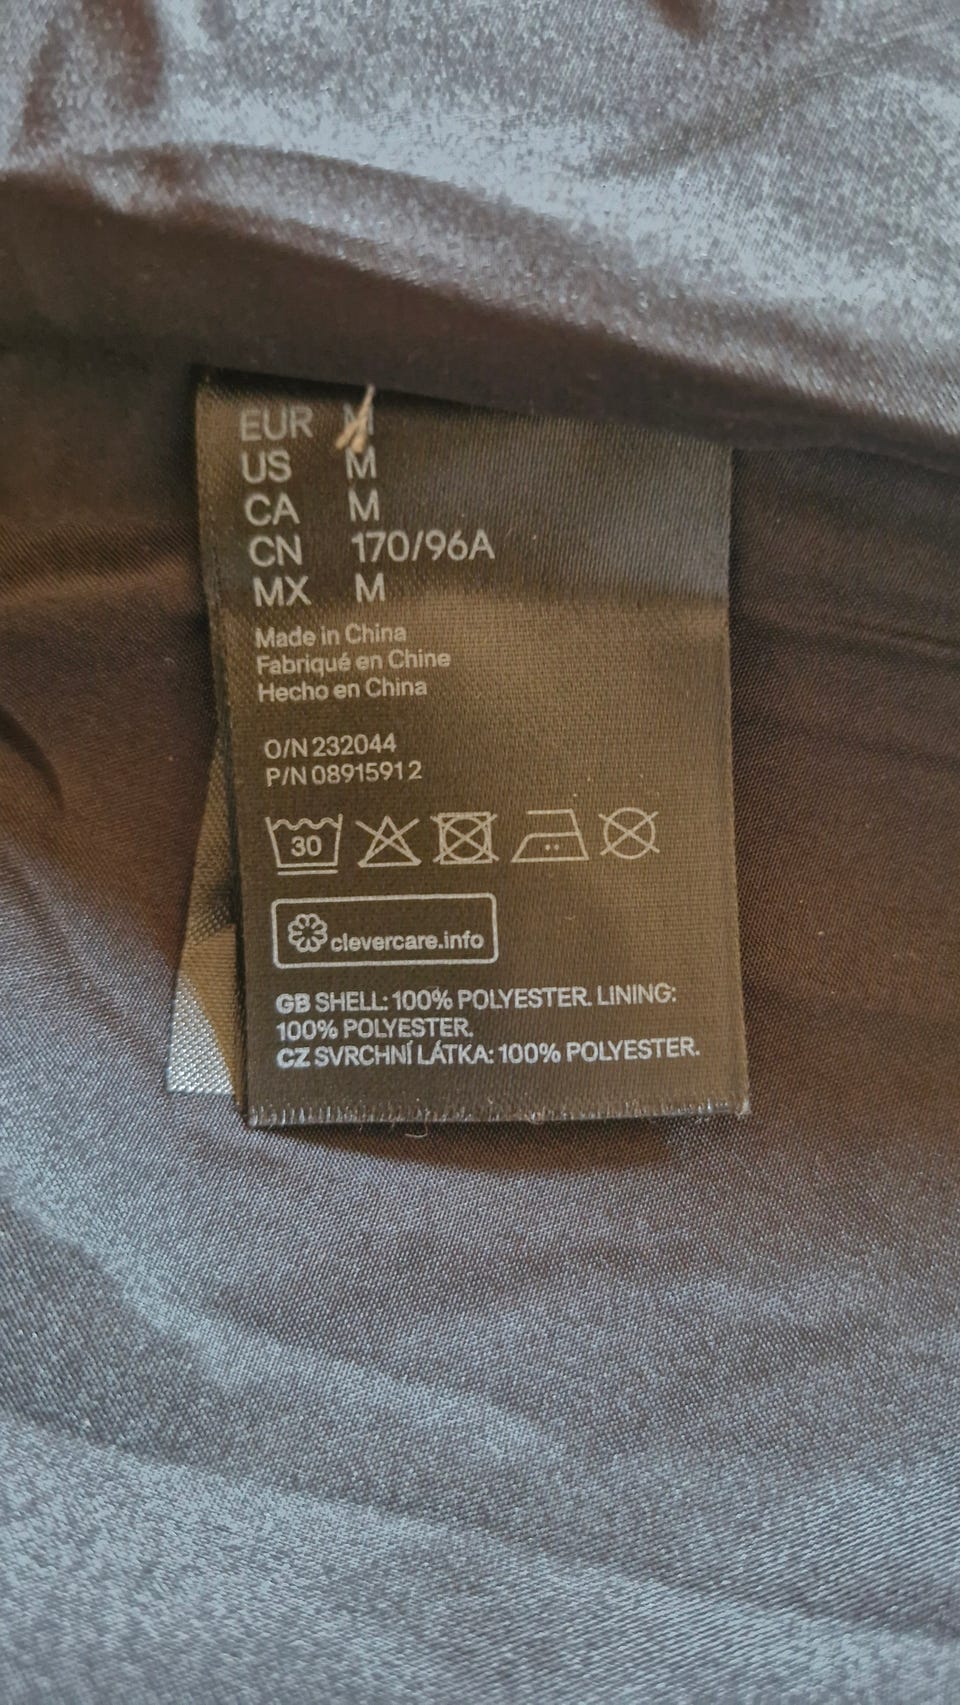 EUR M
US M
CA M
CN 170/96A
MX M
Made in China
Fabriqué en Chine
Hecho en China
O/N 232044
P/N 08915912
30
clevercare.info
GB SHELL: 100% POLYESTER. LINING:
100% POLYESTER.
CZ SVRCHNÍ LÁTKA: 100% POLYESTER.